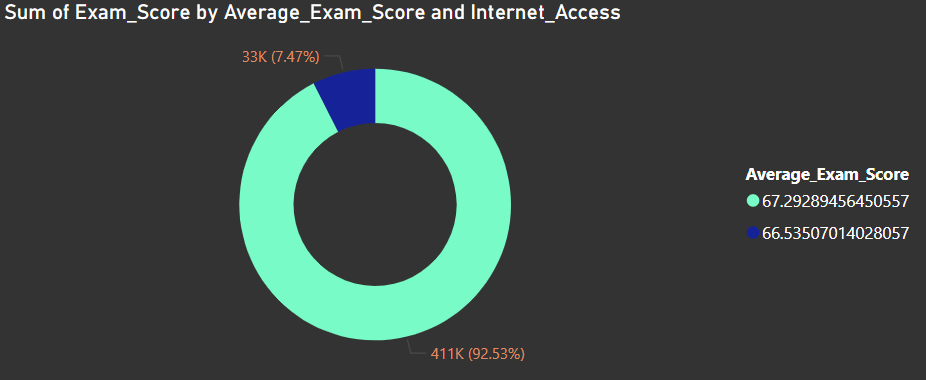 Sum of Exam_Score by Average_Exam_Score and Internet_Access
33K (7.47%)
Average_Exam_Score
67.29289456450557
66.53507014028057
411K (92.53%)